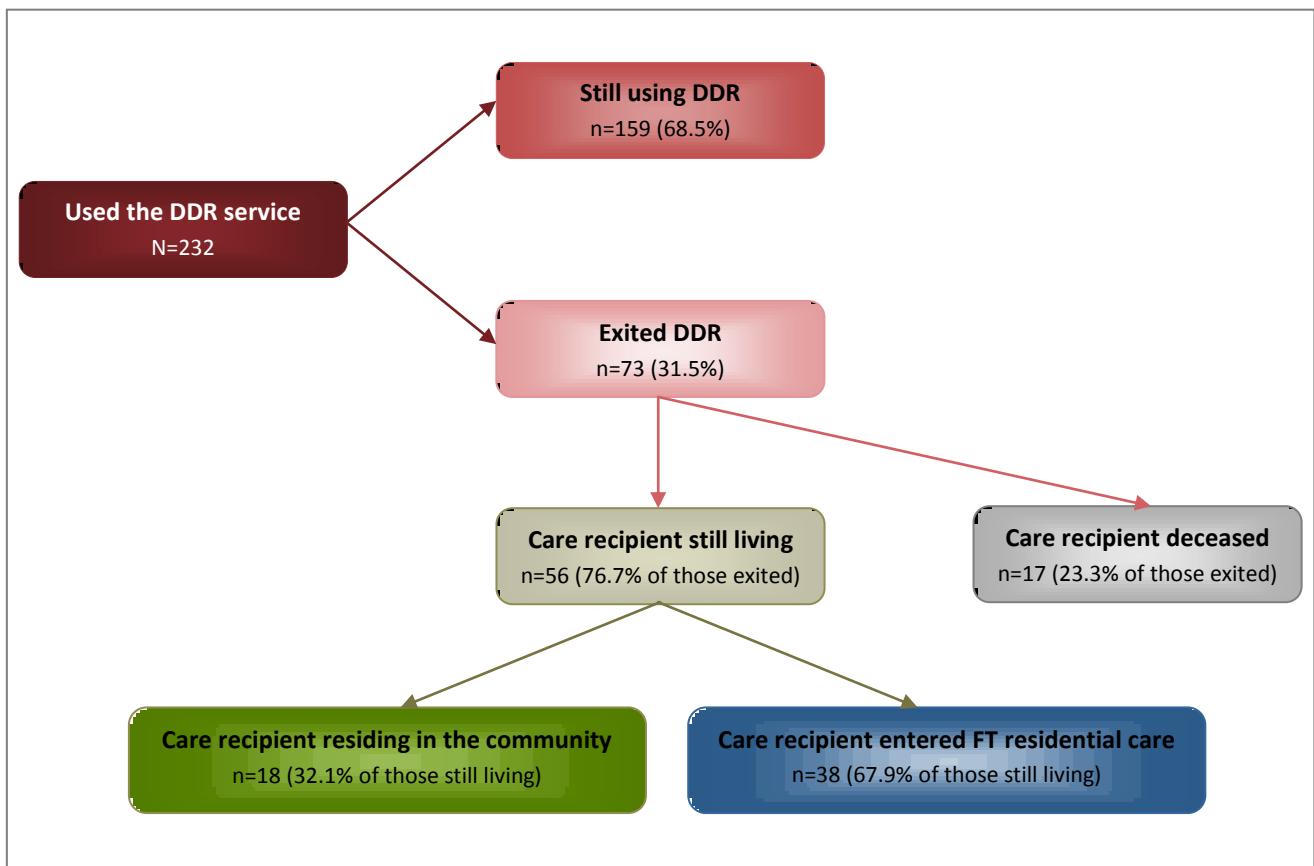 Still using DDR
n=159 (68.5%)
Used the DDR service
N=232
Exited DDR
n=73 (31.5%)
Care recipient still living
n=56 (76.7% of those exited)
Care recipient deceased
n=17 (23.3% of those exited)
Care recipient residing in the community
n=18 (32.1% of those still living)
Care recipient entered FT residential care
n=38 (67.9% of those still living)